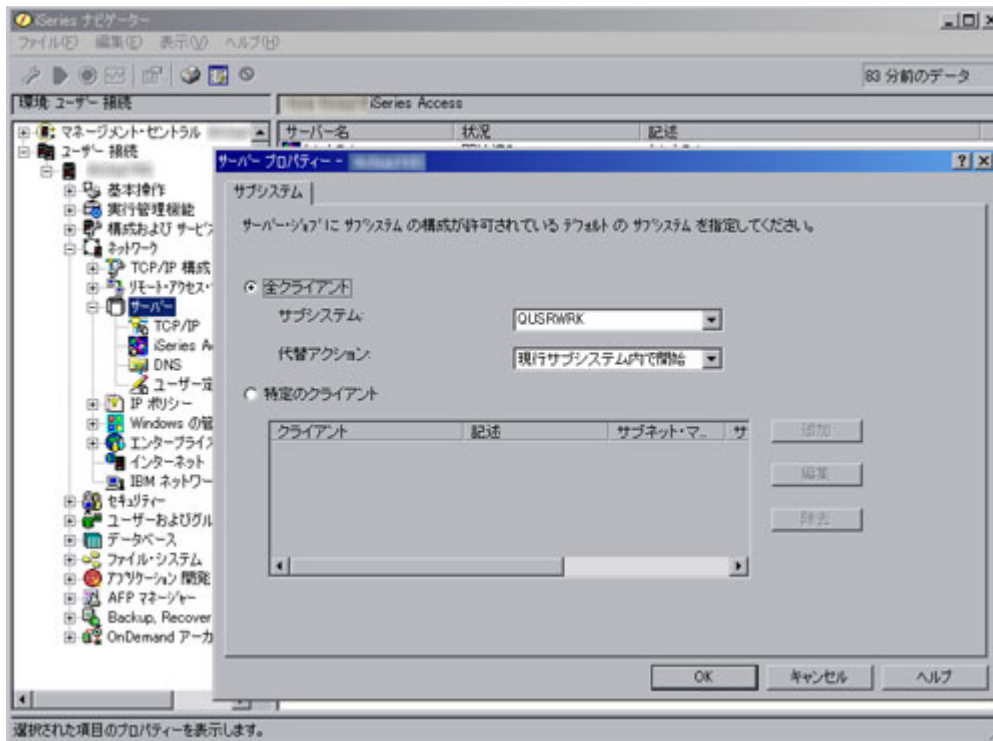 iSeries ナビゲーター
ファイル(F) 編集(E) 表示(V) ヘルプ(H)
83 分前のデータ
環境: ユーザー接続
iSeries Access
サーバー名 状況 記述
マネージメント・セントラル
ユーザー接続
基本操作
実行管理機能
構成および サービ
ネットワーク
TCP/IP 構成
リモート・アクセス・
サーバー
TCP/IP
iSeries A
DNS
ユーザー定
IP ポリシー
Windows の管
エンタープライズ
インターネット
IBM ネットワー
セキュリティー
ユーザーおよびグル
データベース
ファイル・システム
アプリケーション開発
AFP マネージャー
Backup, Recover
OnDemand アーカ
サーバー プロパティー -
サブシステム
サーバー・ジョブに サブシステム の構成が許可されている デフォルト の サブシステム を指定してください。
全クライアント
サブシステム:
QUSRWRK
代替アクション:
現行サブシステム内で開始
特定のクライアント
クライアント 記述 サブネット・マ... サ
追加
編集
除去
OK キャンセル ヘルプ
選択された項目のプロパティーを表示します。